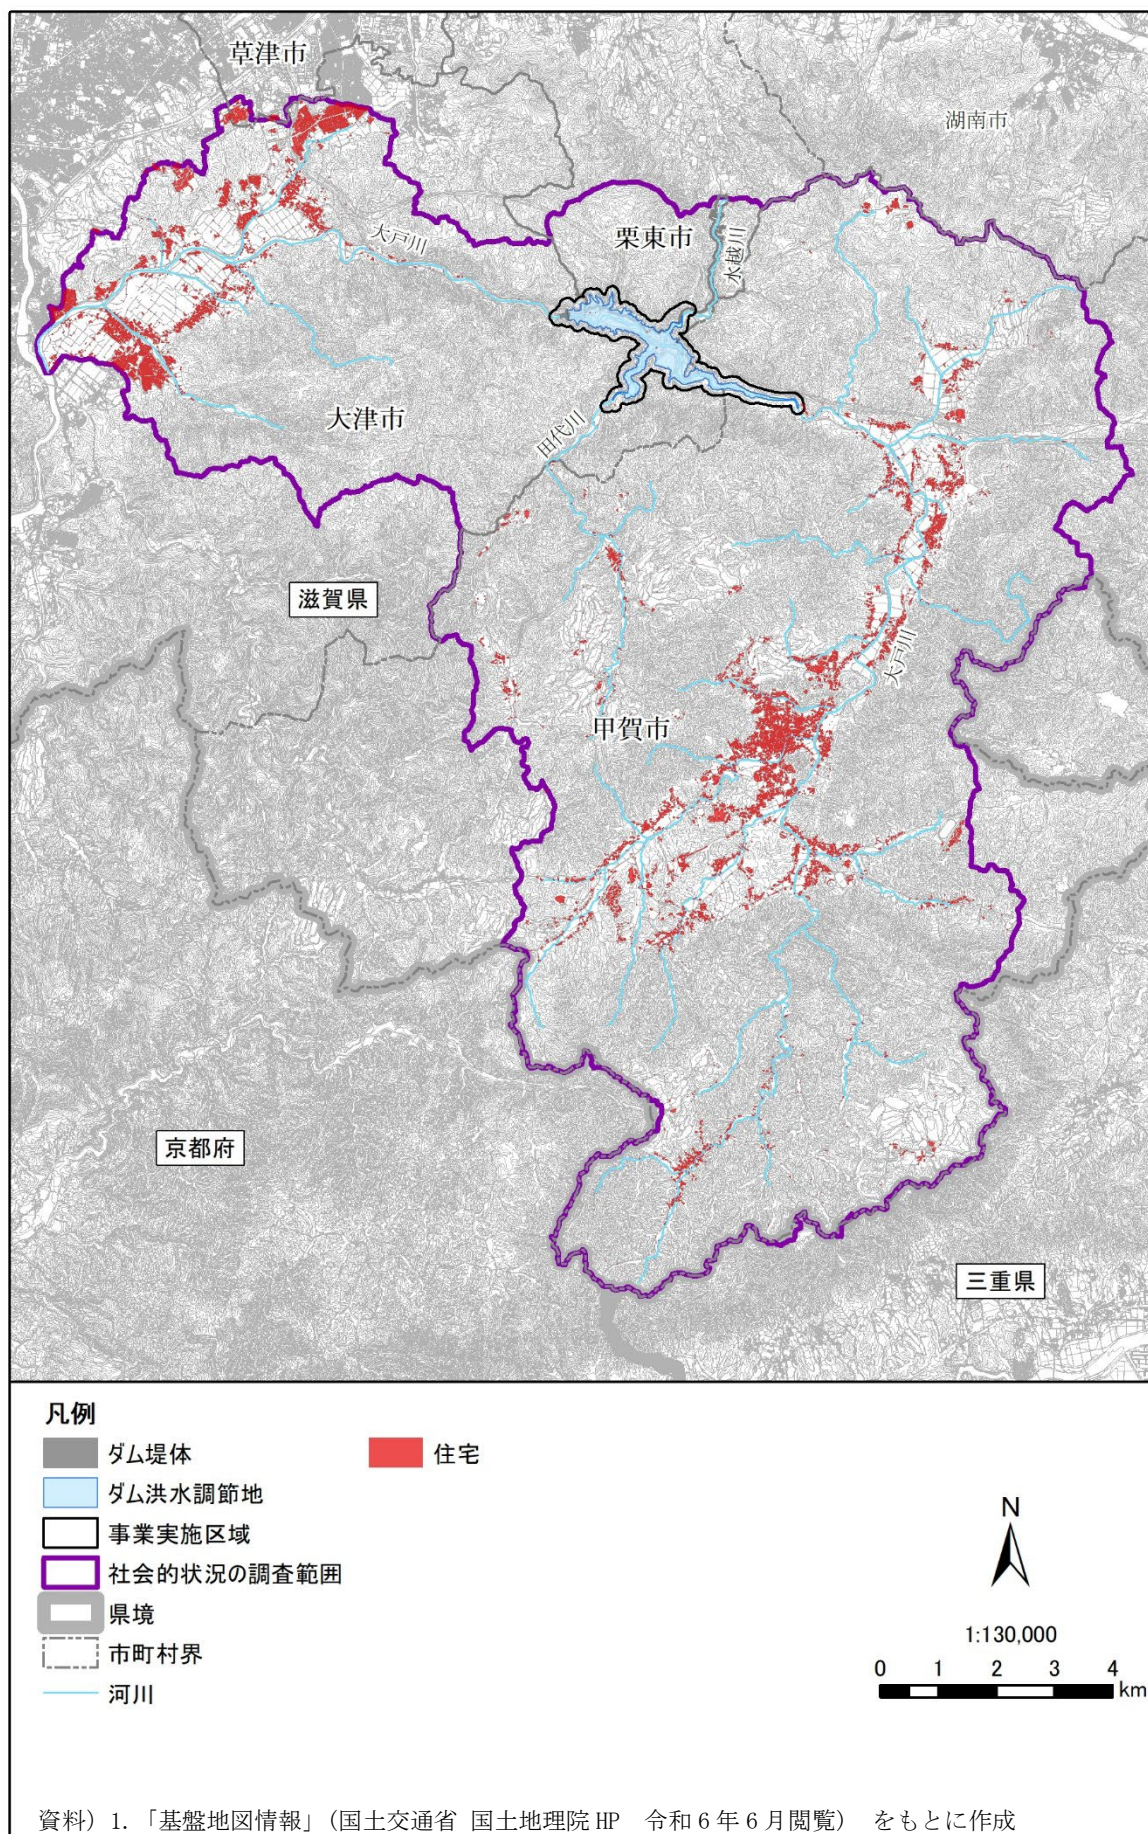 草津市
湖南市
栗東市
大戸川
水越川
大津市
田代川
滋賀県
大戸川
甲賀市
京都府
三重県
凡例
ダム堤体
住宅
ダム洪水調節地
事業実施区域
社会的状況の調査範囲
県境
市町村界
河川
N
1:130,000
0 1 2 3 4
km
資料）1.「基盤地図情報」（国土交通省 国土地理院 HP 令和 6 年 6 月閲覧） をもとに作成